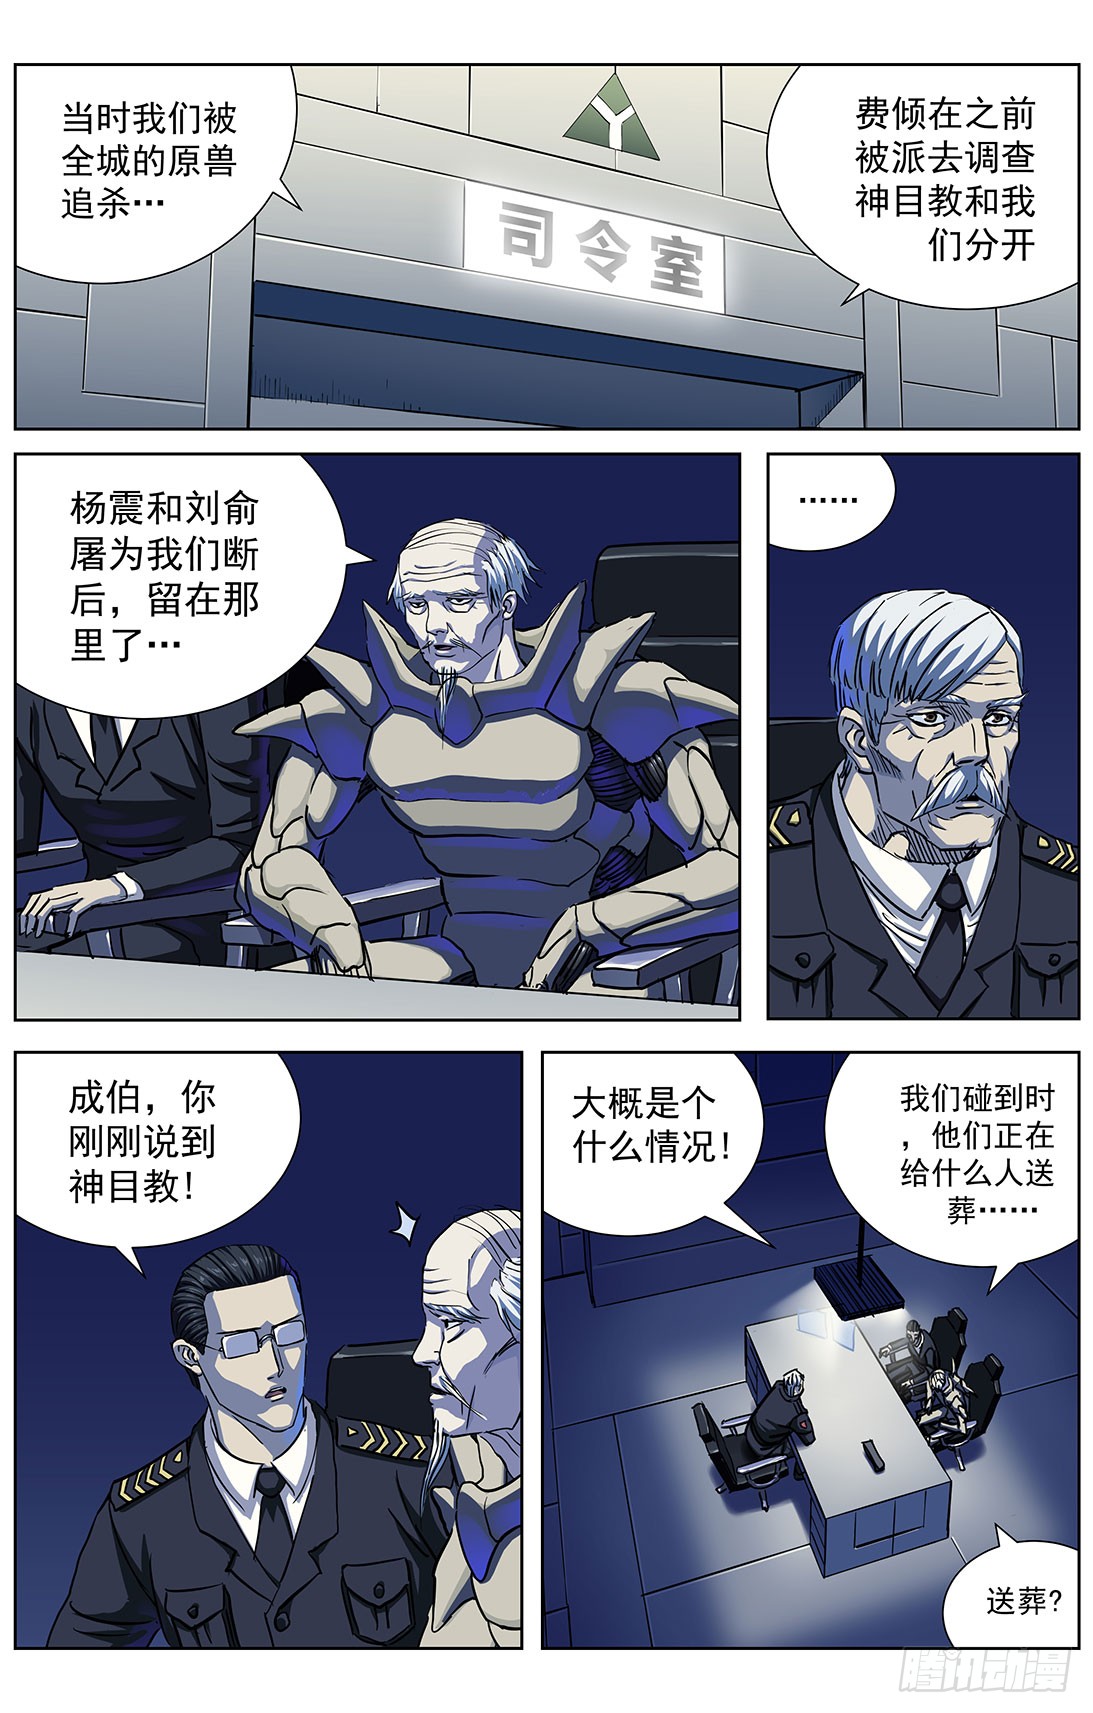 当时我们被
全城的原兽
追杀…
费倾在之前
被派去调查
神目教和我
们分开
司令室
杨震和刘俞
屠为我们断
后，留在那
里了…
……
成伯，你
刚刚说到
神目教！
大概是个
什么情况！
我们碰到时
，他们正在
给什么人送
葬……
送葬？
腾讯动漫